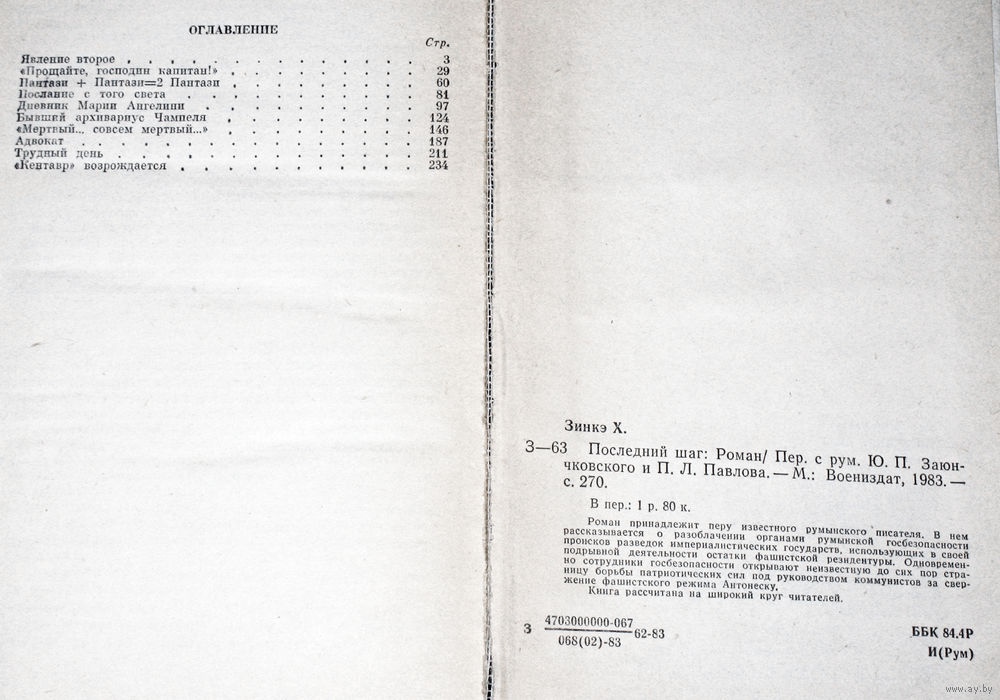 ОГЛАВЛЕНИЕ
Стр.
Явление второе . . . . . . . . . . . . 3
«Прощайте, господин капитан!» . . . . . . . . 29
Пантази + Пантази=2 Пантази . . . . . . . . 60
Послание с того света . . . . . . . . . . 81
Дневник Марии Ангелини . . . . . . . . . 97
Бывший архивариус Чампеля . . . . . . . . 124
«Мертвый... совсем мертвый...» . . . . . . . . 146
Адвокат . . . . . . . . . . . . . . 187
Трудный день . . . . . . . . . . . . . 211
«Кентавр» возрождается . . . . . . . . . . 234
Зинкэ Х.
З—63 Последний шаг: Роман/ Пер. с рум. Ю. П. Заюн-
чковского и П. Л. Павлова. — М.: Воениздат, 1983. —
с. 270.
В пер.: 1 р. 80 к.
Роман принадлежит перу известного румынского писателя. В нем
рассказывается о разоблачении органами румынской госбезопасности
происков разведок империалистических государств, использующих в своей
подрывной деятельности остатки фашистской резидентуры. Одновремен-
но сотрудники госбезопасности открывают неизвестную до сих пор стра-
ницу борьбы патриотических сил под руководством коммунистов за свер-
жение фашистского режима Антонеску.
Книга рассчитана на широкий круг читателей.
З 4703000000-067
068(02)-83
62-83
ББК 84.4Р
И(Рум)
www.ay.by